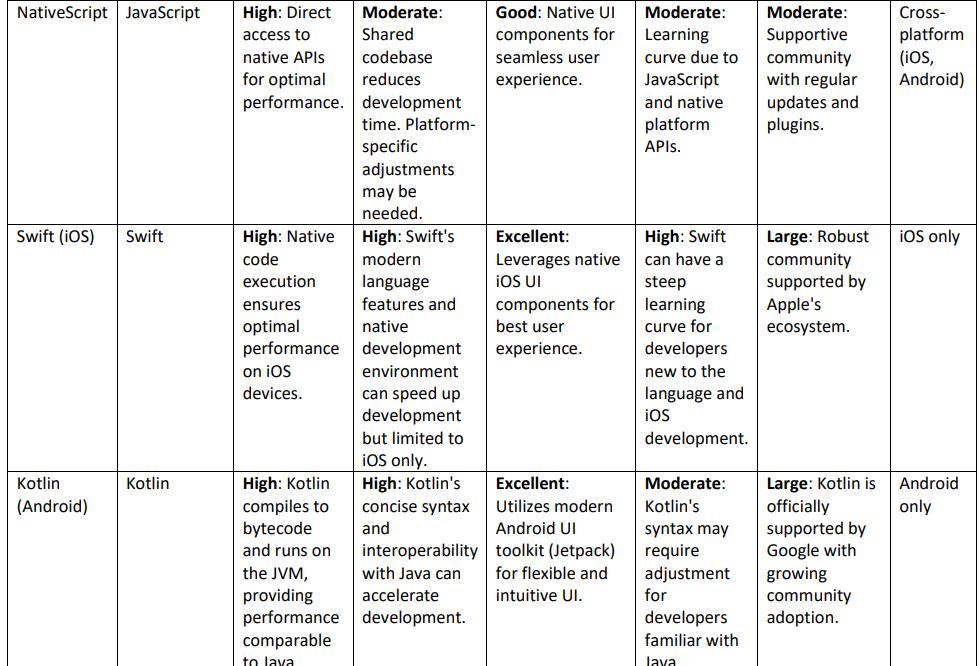 NativeScript
JavaScript
High: Direct
access to
native APIs
for optimal
performance.
Moderate:
Shared
codebase
reduces
development
time. Platform-
specific
adjustments
may be
needed.
Good: Native UI
components for
seamless user
experience.
Moderate:
Learning
curve due to
JavaScript
and native
platform
APIs.
Moderate:
Supportive
community
with regular
updates and
plugins.
Cross-
platform
(iOS,
Android)
Swift (iOS)
Swift
High: Native
code
execution
ensures
optimal
performance
on iOS
devices.
High: Swift's
modern
language
features and
native
development
environment
can speed up
development
but limited to
iOS only.
Excellent:
Leverages native
iOS UI
components for
best user
experience.
High: Swift
can have a
steep
learning
curve for
developers
new to the
language and
iOS
development.
Large: Robust
community
supported by
Apple's
ecosystem.
iOS only
Kotlin
(Android)
Kotlin
High: Kotlin
compiles to
bytecode
and runs on
the JVM,
providing
performance
comparable
to Java
High: Kotlin's
concise syntax
and
interoperability
with Java can
accelerate
development.
Excellent:
Utilizes modern
Android UI
toolkit (Jetpack)
for flexible and
intuitive UI.
Moderate:
Kotlin's
syntax may
require
adjustment
for
developers
familiar with
Java
Large: Kotlin is
officially
supported by
Google with
growing
community
adoption.
Android
only